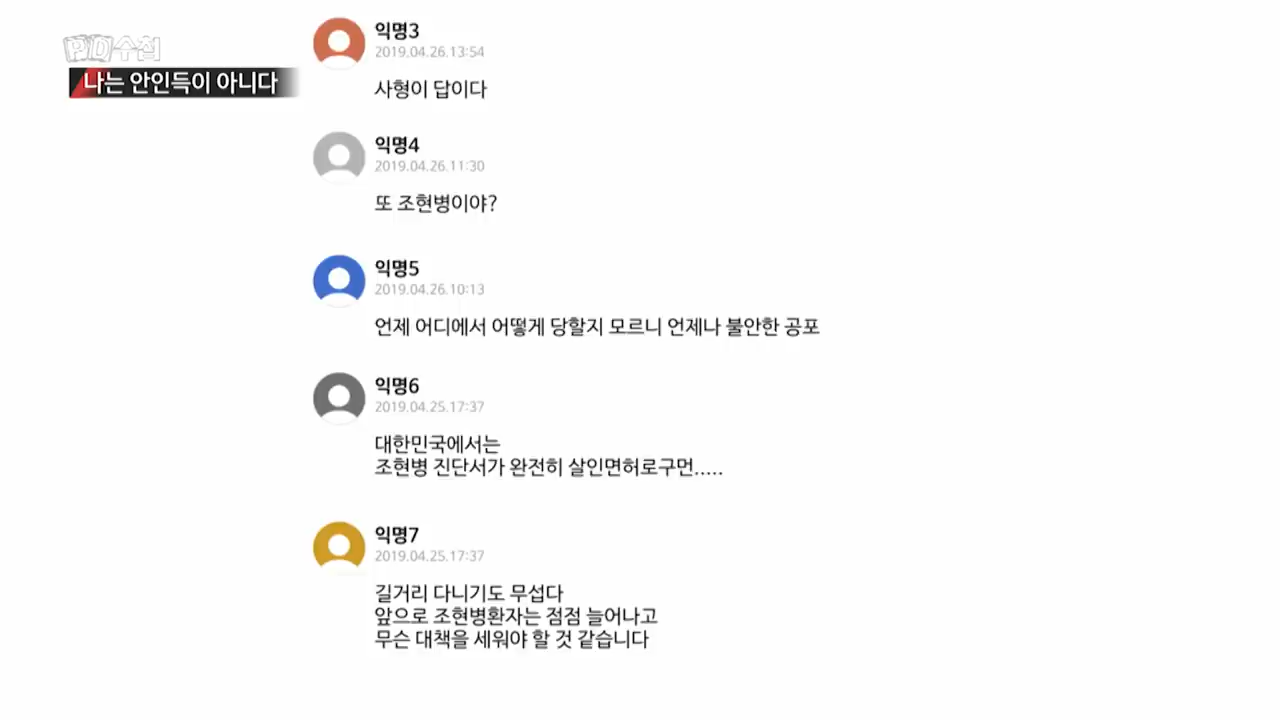 PD수첩
나는 안인득이 아니다
익명3
2019.04.26.13:54
사형이 답이다
익명4
2019.04.26.11:30
또 조현병이야?
익명5
2019.04.26.10:13
언제 어디에서 어떻게 당할지 모르니 언제나 불안한 공포
익명6
2019.04.25.17:37
대한민국에서는
조현병 진단서가 완전히 살인면허로구먼.....
익명7
2019.04.25.17:37
길거리 다니기도 무섭다
앞으로 조현병환자는 점점 늘어나고
무슨 대책을 세워야 할 것 같습니다